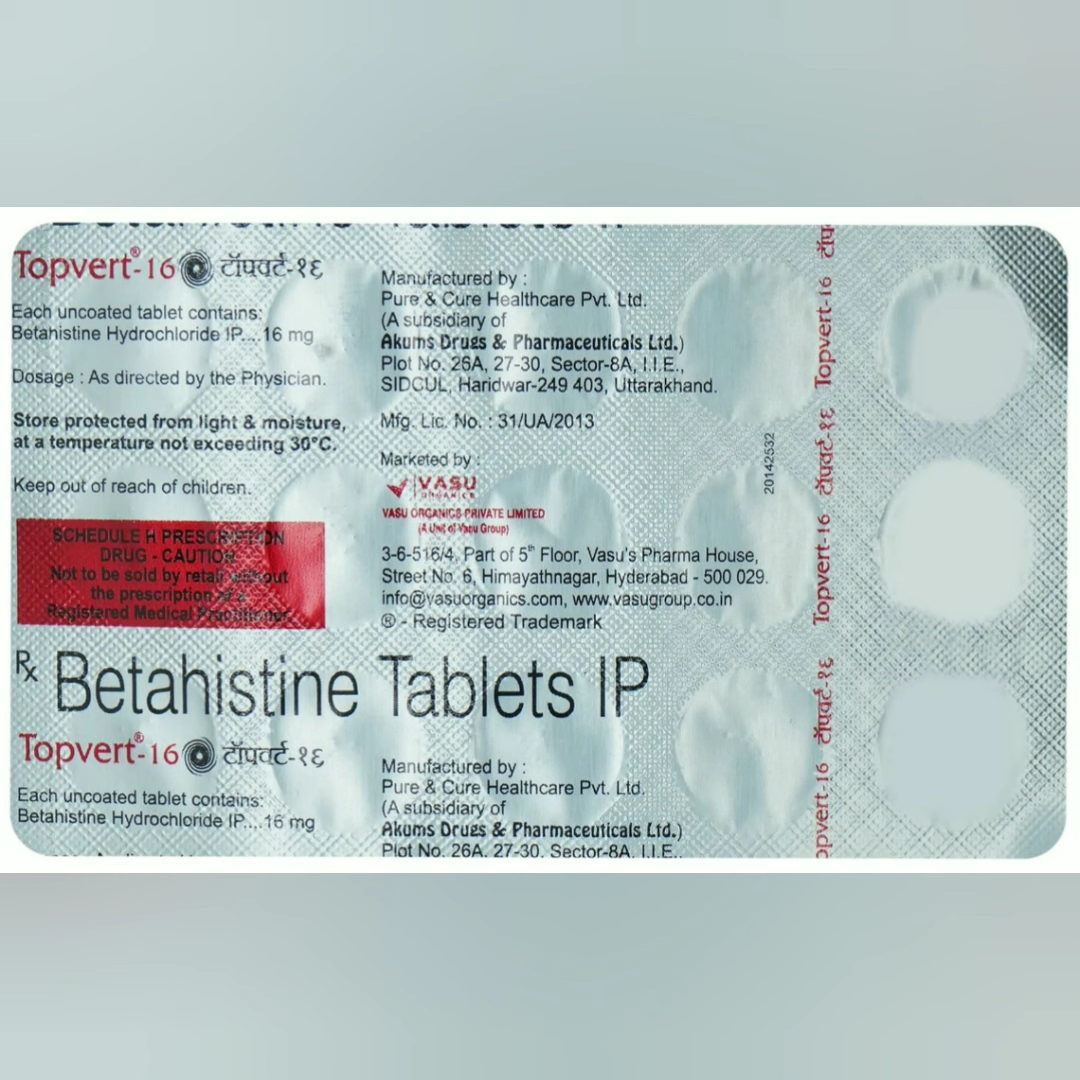 Betahistine Tablets IP
Topvert®-16 टॉपवर्ट-१६
Each uncoated tablet contains:
Betahistine Hydrochloride IP....16 mg
Dosage : As directed by the Physician.
Store protected from light & moisture,
at a temperature not exceeding 30°C.
Keep out of reach of children.
SCHEDULE H PRESCRIPTION
DRUG - CAUTION
Not to be sold by retail without
the prescription of a
Registered Medical Practitioner.
Manufactured by :
Pure & Cure Healthcare Pvt. Ltd.
(A subsidiary of
Akums Drugs & Pharmaceuticals Ltd.)
Plot No. 26A, 27-30, Sector-8A, I.I.E.,
SIDCUL, Haridwar-249 403, Uttarakhand.
Mfg. Lic. No. : 31/UA/2013
Marketed by :
VASU
ORGANICS
VASU ORGANICS PRIVATE LIMITED
(A Unit of Vasu Group)
3-6-516/4, Part of 5th Floor, Vasu's Pharma House,
Street No. 6, Himayathnagar, Hyderabad - 500 029.
info@vasuorganics.com, www.vasugroup.co.in
® - Registered Trademark
20142532
Rx Betahistine Tablets IP
Topvert®-16 टॉपवर्ट-१६
Each uncoated tablet contains:
Betahistine Hydrochloride IP....16 mg
Manufactured by :
Pure & Cure Healthcare Pvt. Ltd.
(A subsidiary of
Akums Drugs & Pharmaceuticals Ltd.)
Plot No. 26A, 27-30, Sector-8A, I.I.E.,
opvert-16 टॉपवर्ट-१६ Topvert-16 टॉपवर्ट-१६ Topvert-16 टॉप